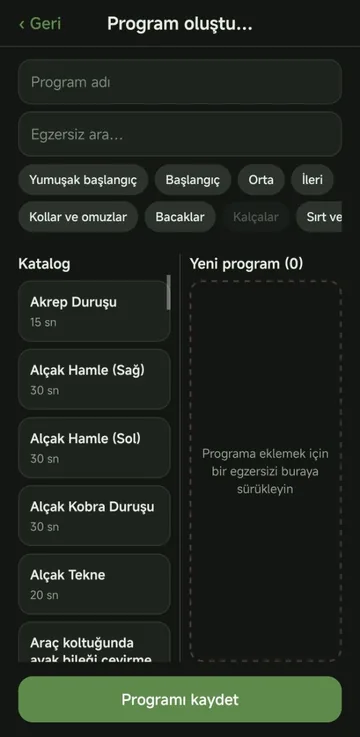 ‹ Geri
Program oluştu...
Program adı
Egzersiz ara...
Yumuşak başlangıç
Başlangıç
Orta
İleri
Kollar ve omuzlar
Bacaklar
Kalçalar
Sırt ve
Katalog
Akrep Duruşu
15 sn
Alçak Hamle (Sağ)
30 sn
Alçak Hamle (Sol)
30 sn
Alçak Kobra Duruşu
30 sn
Alçak Tekne
20 sn
Araç koltuğunda
ayak bileği çevirme
Yeni program (0)
Programa eklemek için
bir egzersizi buraya
sürükleyin
Programı kaydet